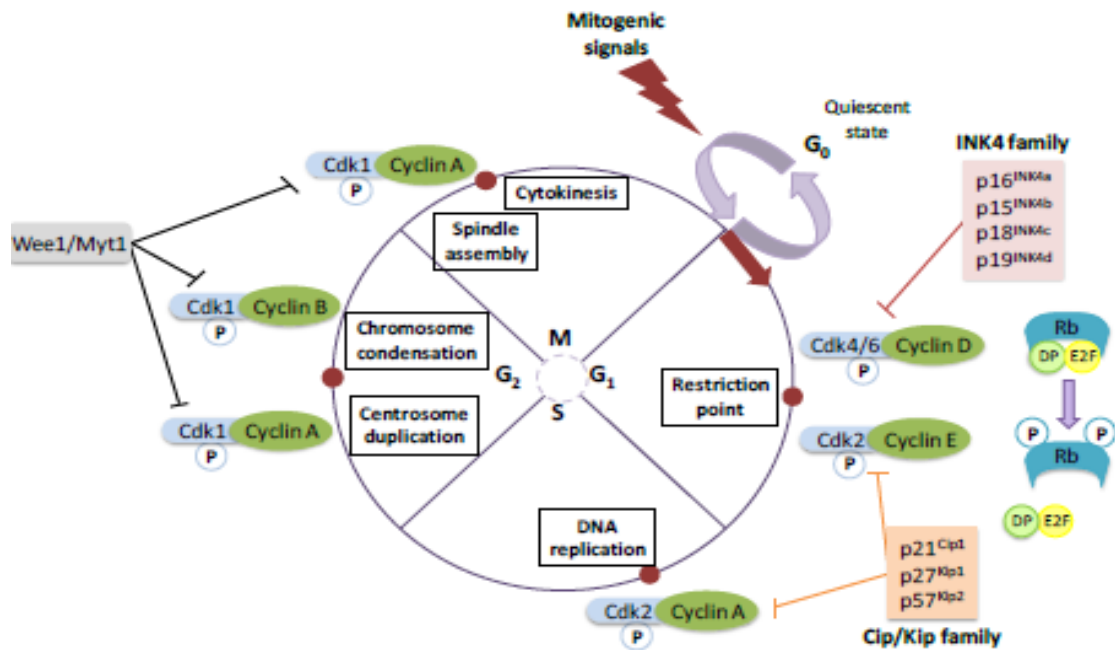 Mitogenic
signals
Quiescent
state
G0
INK4 family
p16INK4a
p15INK4b
p18INK4c
p19INK4d
Cdk1 Cyclin A
P
Cytokinesis
Spindle
assembly
Wee1/Myt1
Cdk1 Cyclin B
P
Chromosome
condensation
M
G2 G1
S
Restriction
point
Cdk4/6 Cyclin D
P
Rb
DP E2F
Cdk1 Cyclin A
P
Centrosome
duplication
Cdk2 Cyclin E
P
P P
Rb
DP E2F
DNA
replication
p21Cip1
p27Kip1
p57Kip2
Cdk2 Cyclin A
P
Cip/Kip family